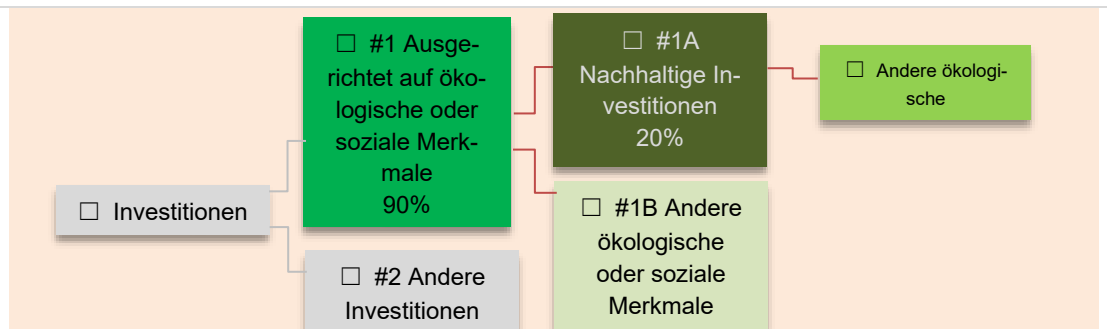 ☐ Investitionen
☐ #1 Ausge-
richtet auf öko-
logische oder
soziale Merk-
male
90%
☐ #2 Andere
Investitionen
☐ #1A
Nachhaltige In-
vestitionen
20%
☐ #1B Andere
ökologische
oder soziale
Merkmale
☐ Andere ökologi-
sche